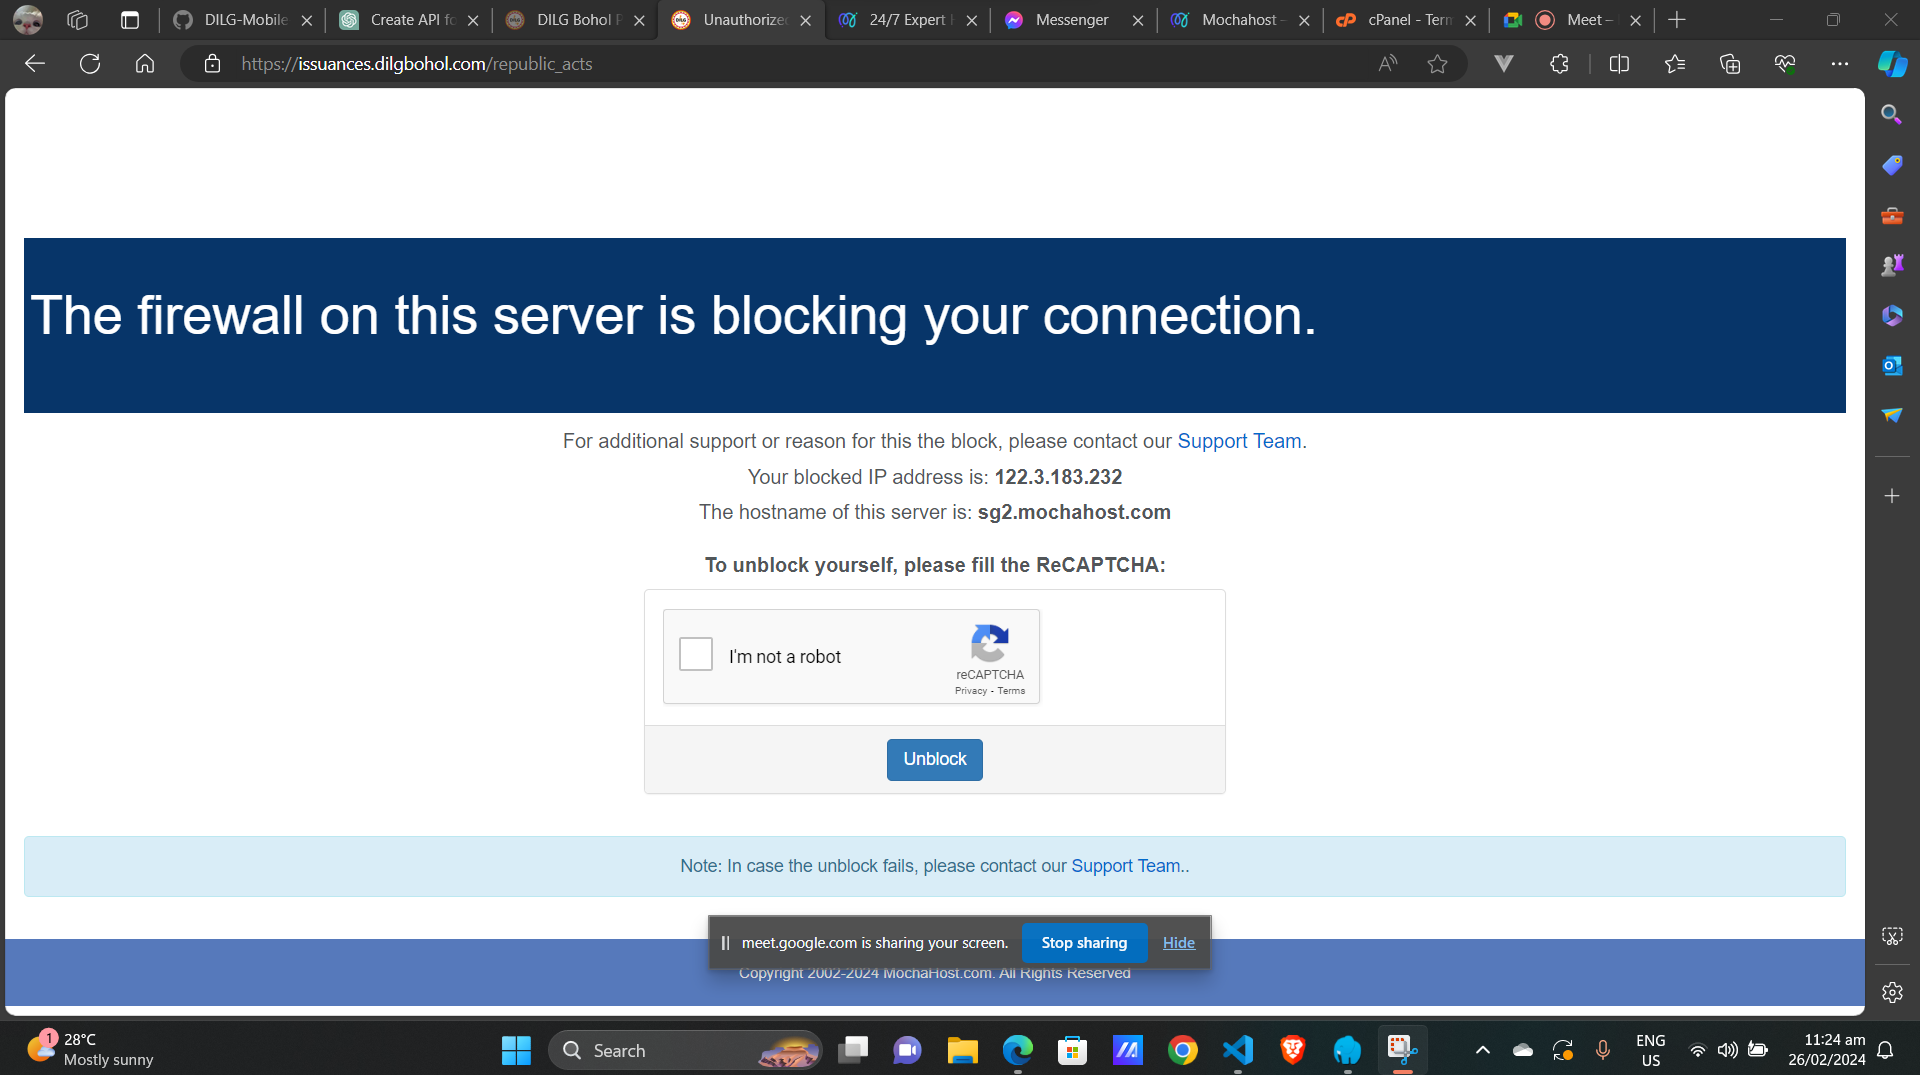 DILG-Mobile
Create API fo
DILG Bohol P
Unauthorized
24/7 Expert
Messenger
Mochahost -
cPanel - Term
Meet –
https://issuances.dilgbohol.com/republic_acts
The firewall on this server is blocking your connection.
For additional support or reason for this the block, please contact our Support Team.
Your blocked IP address is: 122.3.183.232
The hostname of this server is: sg2.mochahost.com
To unblock yourself, please fill the ReCAPTCHA:
I'm not a robot
reCAPTCHA
Privacy - Terms
Unblock
Note: In case the unblock fails, please contact our Support Team..
meet.google.com is sharing your screen.
Stop sharing
Hide
Copyright 2002-2024 MochaHost.com. All Rights Reserved
1
28°C
Mostly sunny
Search
ENG
US
11:24 am
26/02/2024